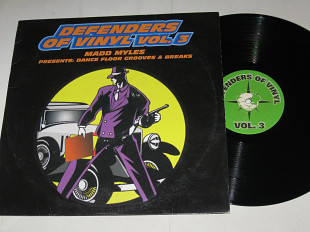 DEFENDERS
OF VINYL VOL. 3
MADD MYLES
PRESENTS: DANCE FLOOR GROOVES & BREAKS
DEFENDERS OF VINYL
VOL. 3